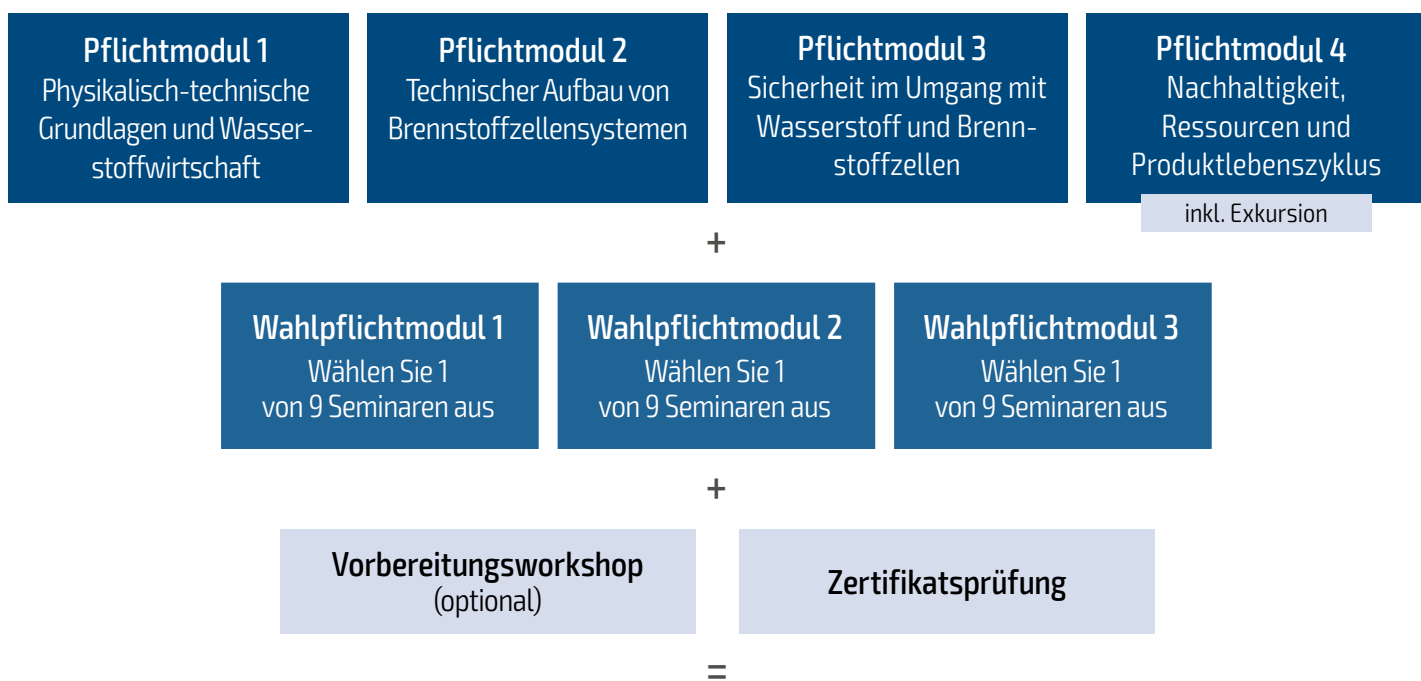 Pflichtmodul 1
Physikalisch-technische
Grundlagen und Wasser-
stoffwirtschaft
Pflichtmodul 2
Technischer Aufbau von
Brennstoffzellensystemen
Pflichtmodul 3
Sicherheit im Umgang mit
Wasserstoff und Brenn-
stoffzellen
Pflichtmodul 4
Nachhaltigkeit,
Ressourcen und
Produktlebenszyklus
inkl. Exkursion
+
Wahlpflichtmodul 1
Wählen Sie 1
von 9 Seminaren aus
Wahlpflichtmodul 2
Wählen Sie 1
von 9 Seminaren aus
Wahlpflichtmodul 3
Wählen Sie 1
von 9 Seminaren aus
+
Vorbereitungsworkshop
(optional)
Zertifikatsprüfung
=